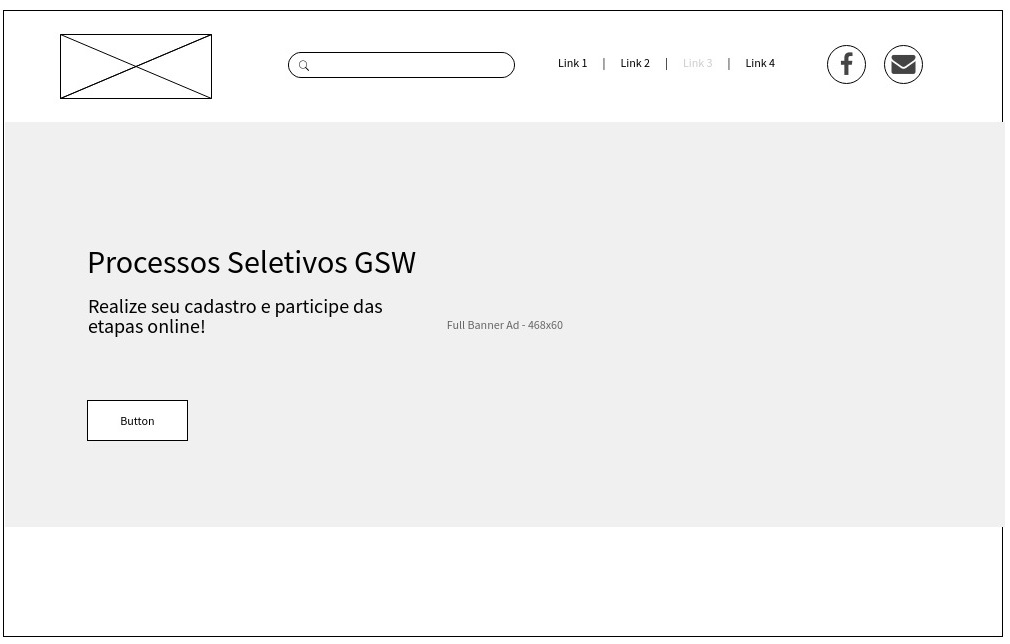 Link 1 | Link 2 | Link 3 | Link 4
Processos Seletivos GSW
Realize seu cadastro e participe das
etapas online!
Full Banner Ad - 468x60
Button